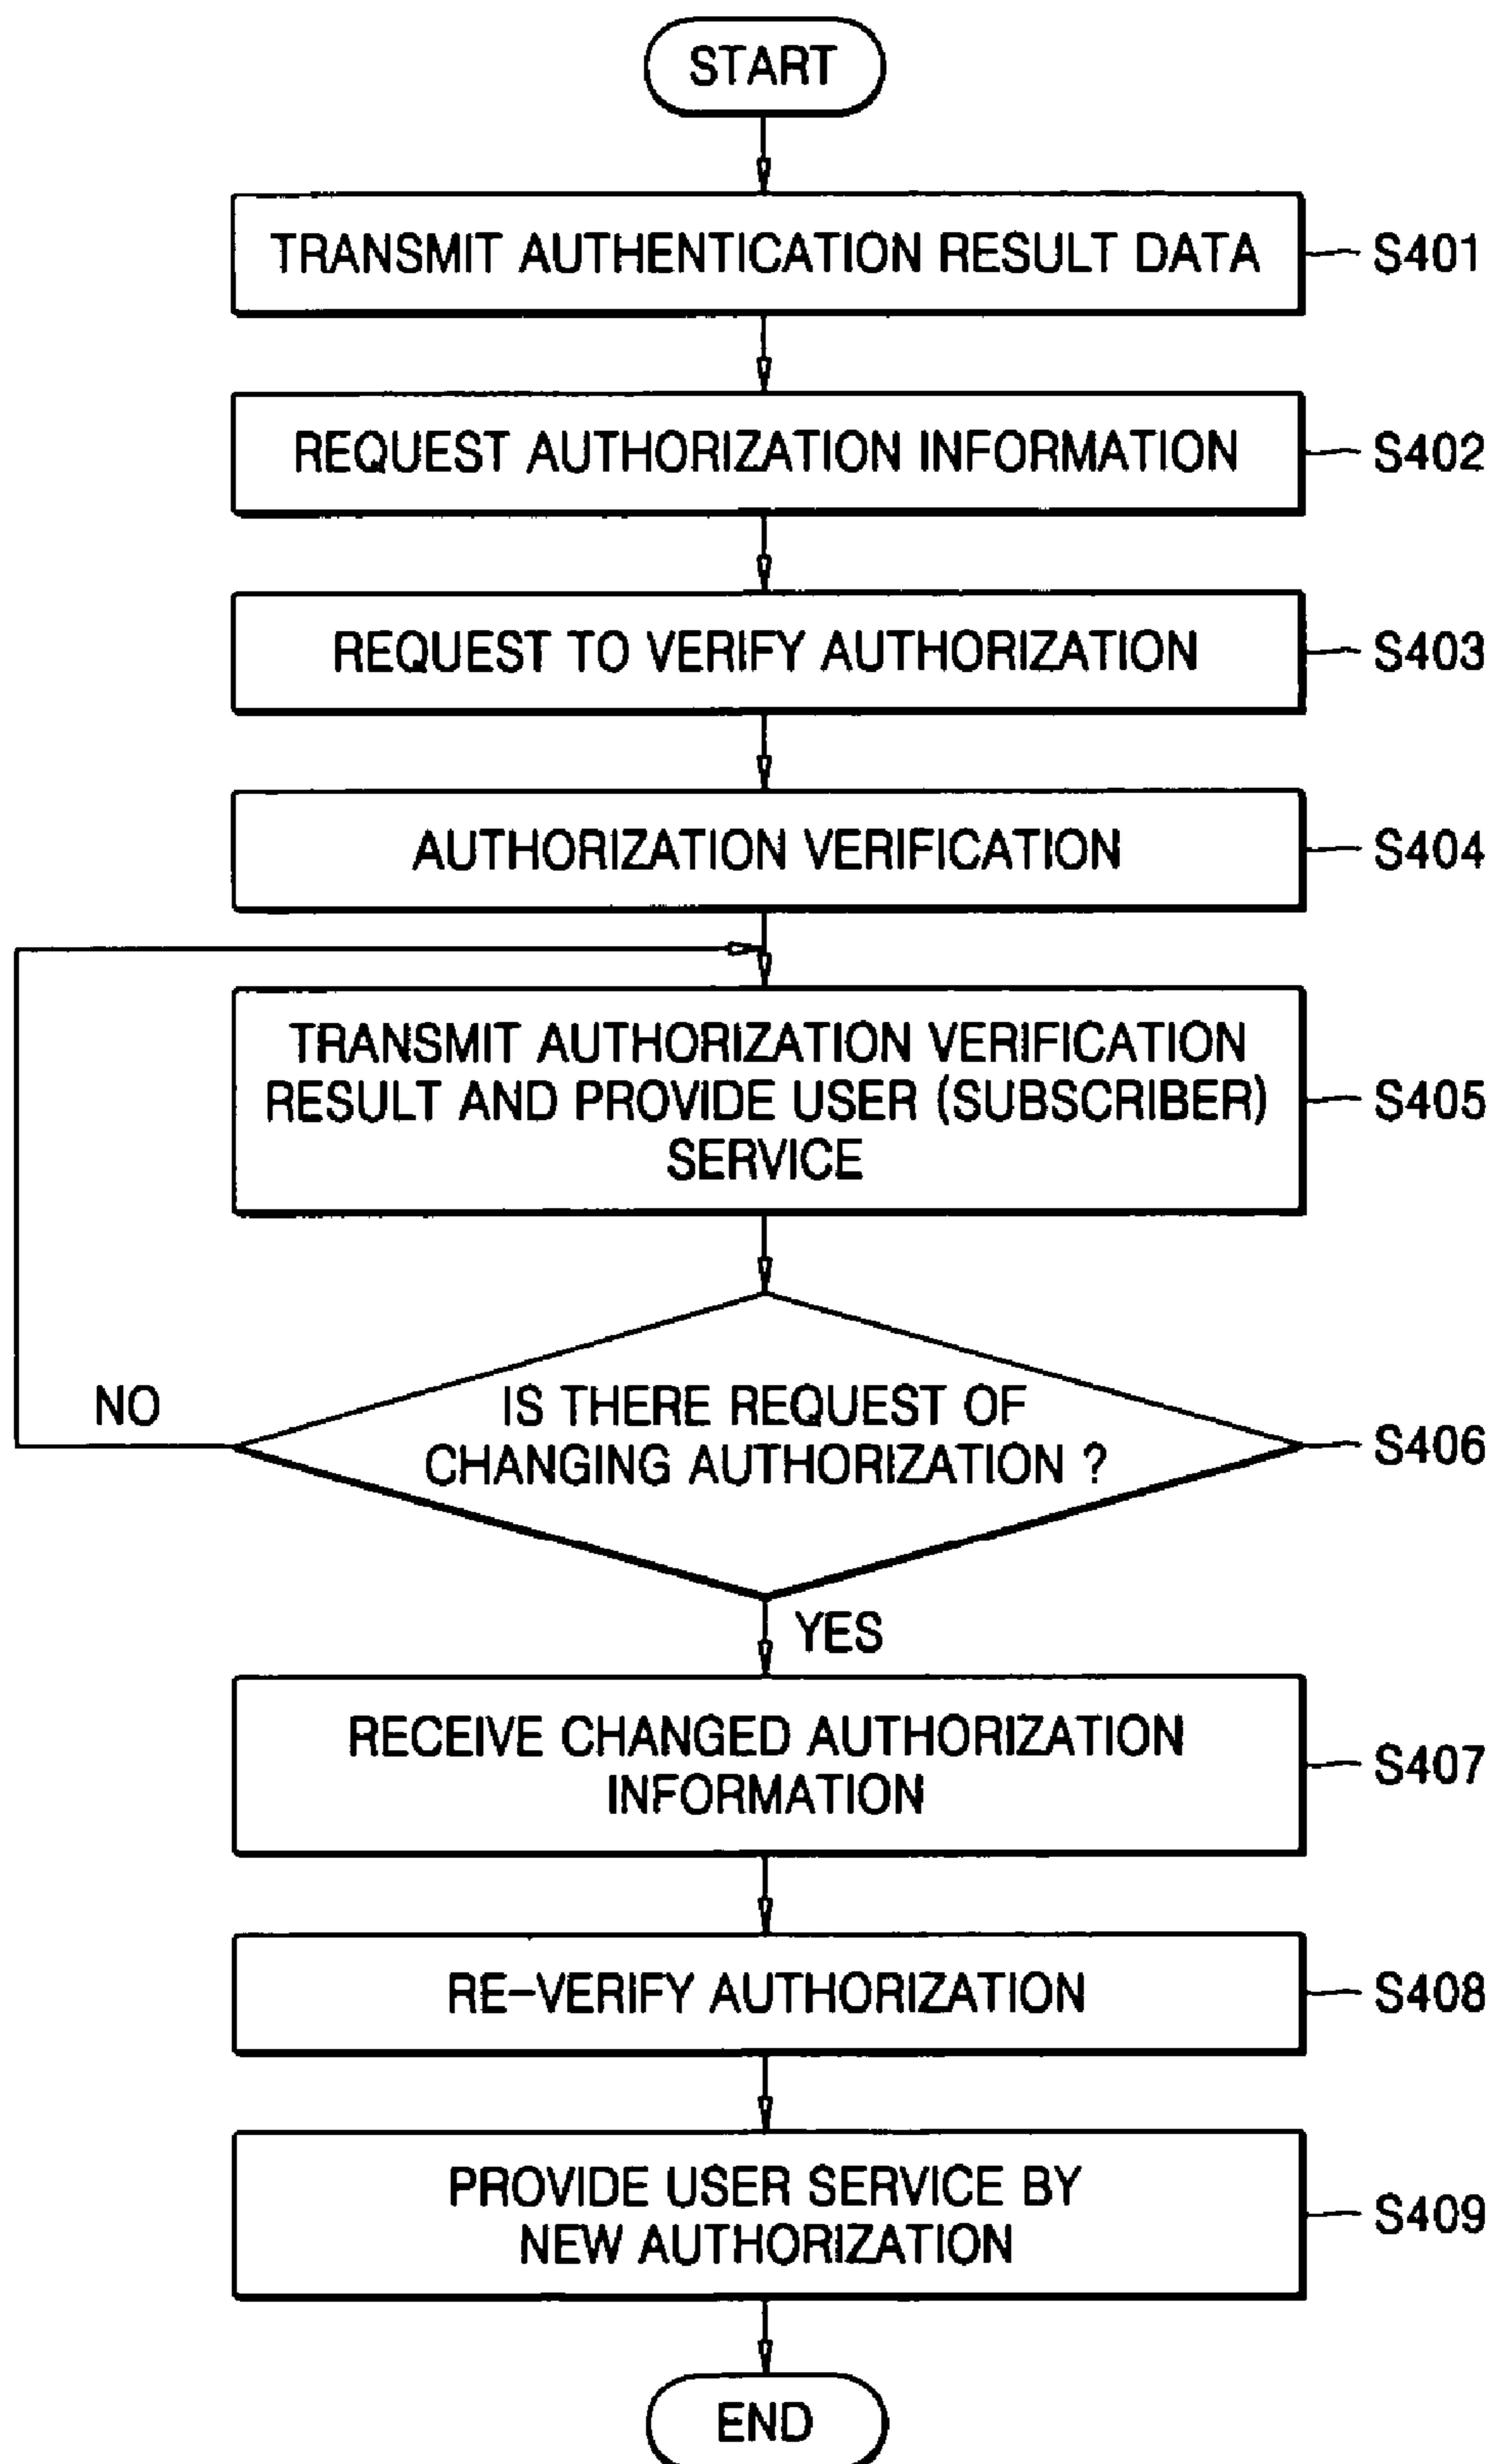 START
TRANSMIT AUTHENTICATION RESULT DATA
S401
REQUEST AUTHORIZATION INFORMATION
S402
REQUEST TO VERIFY AUTHORIZATION
S403
AUTHORIZATION VERIFICATION
S404
TRANSMIT AUTHORIZATION VERIFICATION
RESULT AND PROVIDE USER (SUBSCRIBER)
SERVICE
S405
NO
IS THERE REQUEST OF
CHANGING AUTHORIZATION ?
S406
YES
RECEIVE CHANGED AUTHORIZATION
INFORMATION
S407
RE-VERIFY AUTHORIZATION
S408
PROVIDE USER SERVICE BY
NEW AUTHORIZATION
S409
END